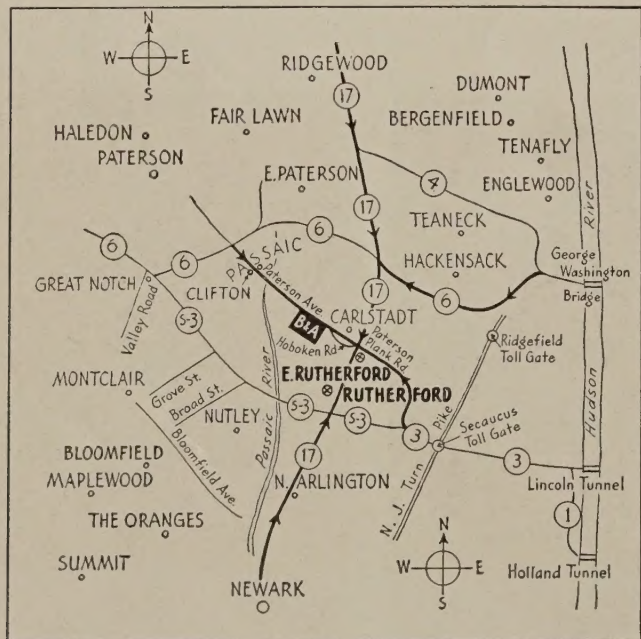 N
W
E
S
RIDGEWOOD
17
DUMONT
BERGENFIELD
FAIR LAWN
HALEDON
PATERSON
TENAFLY
E. PATERSON
4
ENGLEWOOD
River
17
TEANECK
6
6
6
PASSAIC
HACKENSACK
George
Washington
Bridge
GREAT NOTCH
CLIFTON
Paterson Ave.
17
6
CARLSTADT
Valley Road
S-3
B&A
Hoboken Rd
Paterson
Plank Rd
Ridgefield
Toll Gate
River
E. RUTHERFORD
RUTHERFORD
MONTCLAIR
Grove St.
Broad St.
Passaic
S-3
S-3
Pike
Hudson
NUTLEY
3
Secaucus
Toll Gate
BLOOMFIELD
Bloomfield Ave.
3
MAPLEWOOD
17
N. ARLINGTON
N. J. Turn
Lincoln Tunnel
THE ORANGES
N
1
SUMMIT
W
E
Holland Tunnel
NEWARK
S